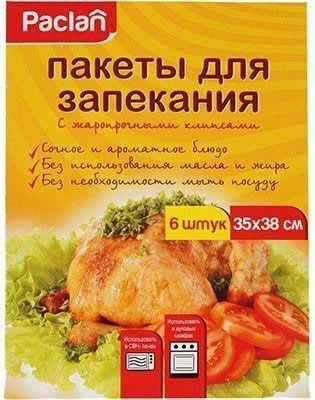 Paclan
пакеты для
запекания
С жаропрочными клипсами
Сочное и ароматное блюдо
Без использования масла и жира
Без необходимости мыть посуду
6 штук 35x38 см
Использовать
в СВЧ- печах
Использовать
в духовых
шкафах